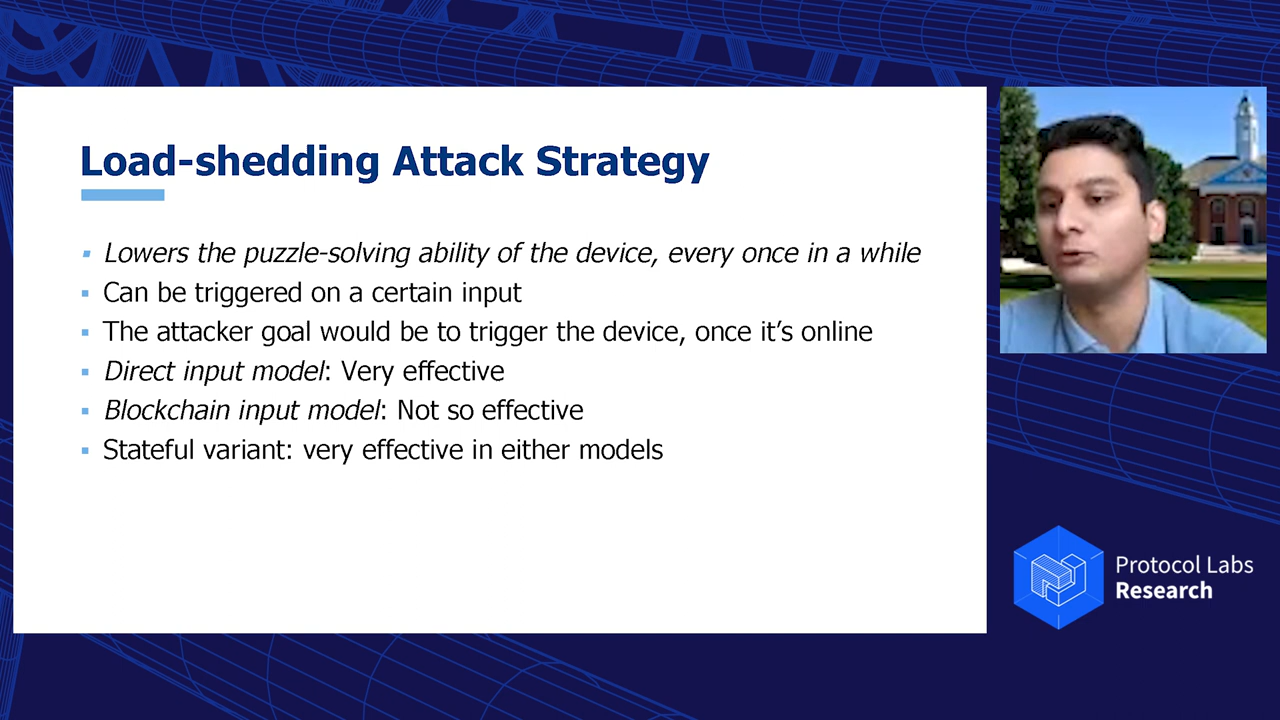 Load-shedding Attack Strategy
Lowers the puzzle-solving ability of the device, every once in a while
Can be triggered on a certain input
The attacker goal would be to trigger the device, once it's online
Direct input model: Very effective
Blockchain input model: Not so effective
Stateful variant: very effective in either models
Protocol Labs
Research